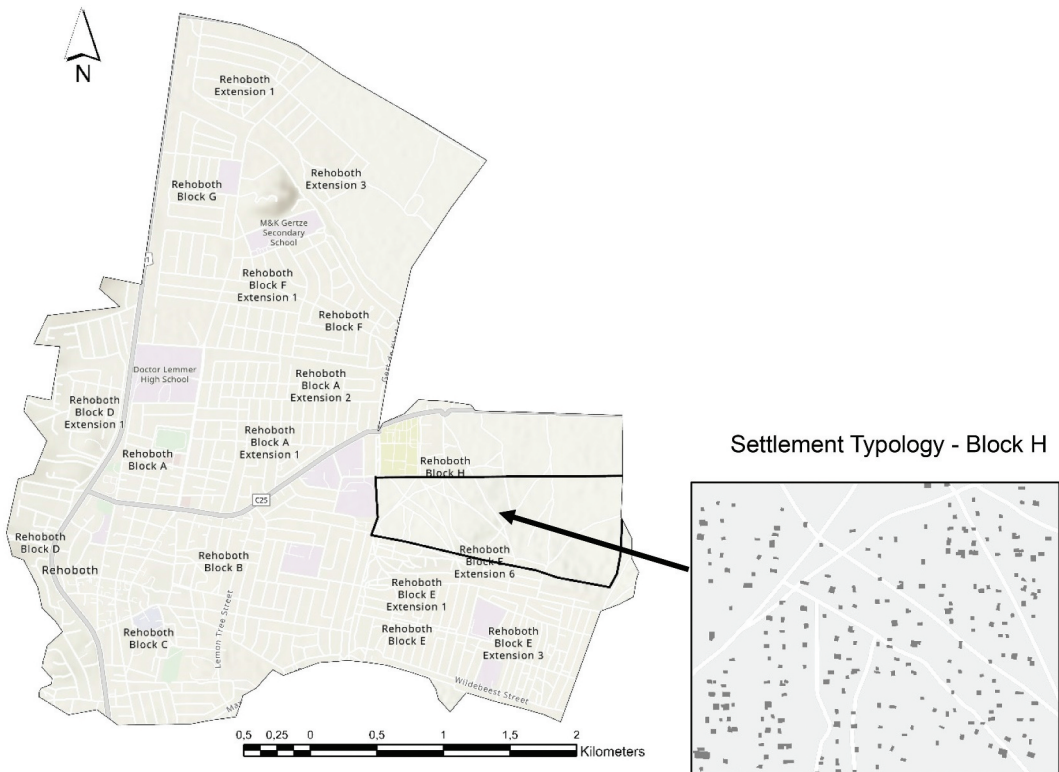 N
Rehoboth
Extension 1
Rehoboth
Extension 3
Rehoboth
Block G
M&K Gertze
Secondary
School
Rehoboth
Block F
Extension 1
Rehoboth
Block F
1
Doctor Lemmer
High School
Rehoboth
Block A
Extension 2
Rehoboth
Block D
Extension 1
Rehoboth
Block A
Extension 1
Rehoboth
Block A
Rehoboth
Block H
C25
Settlement Typology - Block H
Rehoboth
Block D
Rehoboth
Rehoboth
Block B
Rehoboth
Block E
Extension 6
Rehoboth
Block E
Extension 1
Rehoboth
Block E
Rehoboth
Block E
Extension 3
Rehoboth
Block C
Lemon Tree Street
Wildebeest Street
0,5 0,25 0 0,5 1 1,5 2
Kilometers